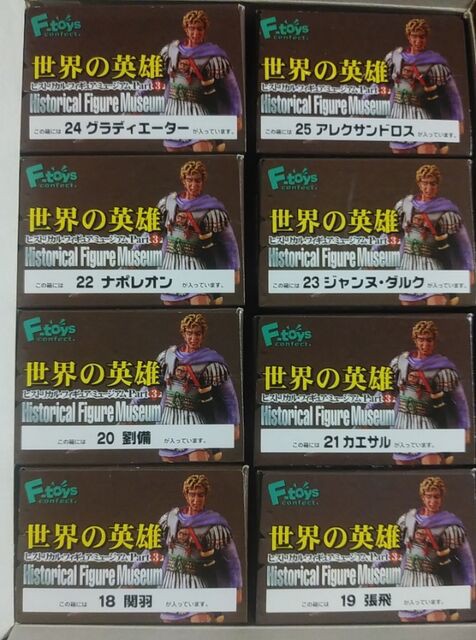 F-toys
confect.
世界の英雄
ヒストリカル・フィギュア・ミュージアム Part 3
Historical Figure Museum
この箱には 24 グラディエーター が入っています。
F-toys
confect.
世界の英雄
ヒストリカル・フィギュア・ミュージアム Part 3
Historical Figure Museum
この箱には 25 アレクサンドロス が入っています。
F-toys
confect.
世界の英雄
ヒストリカル・フィギュア・ミュージアム Part 3
Historical Figure Museum
この箱には 22 ナポレオン が入っています。
F-toys
confect.
世界の英雄
ヒストリカル・フィギュア・ミュージアム Part 3
Historical Figure Museum
この箱には 23 ジャンヌ・ダルク が入っています。
F-toys
confect.
世界の英雄
ヒストリカル・フィギュア・ミュージアム Part 3
Historical Figure Museum
この箱には 20 劉備 が入っています。
F-toys
confect.
世界の英雄
ヒストリカル・フィギュア・ミュージアム Part 3
Historical Figure Museum
この箱には 21 カエサル が入っています。
F-toys
confect.
世界の英雄
ヒストリカル・フィギュア・ミュージアム Part 3
Historical Figure Museum
この箱には 18 関羽 が入っています。
F-toys
confect.
世界の英雄
ヒストリカル・フィギュア・ミュージアム Part 3
Historical Figure Museum
この箱には 19 張飛 が入っています。